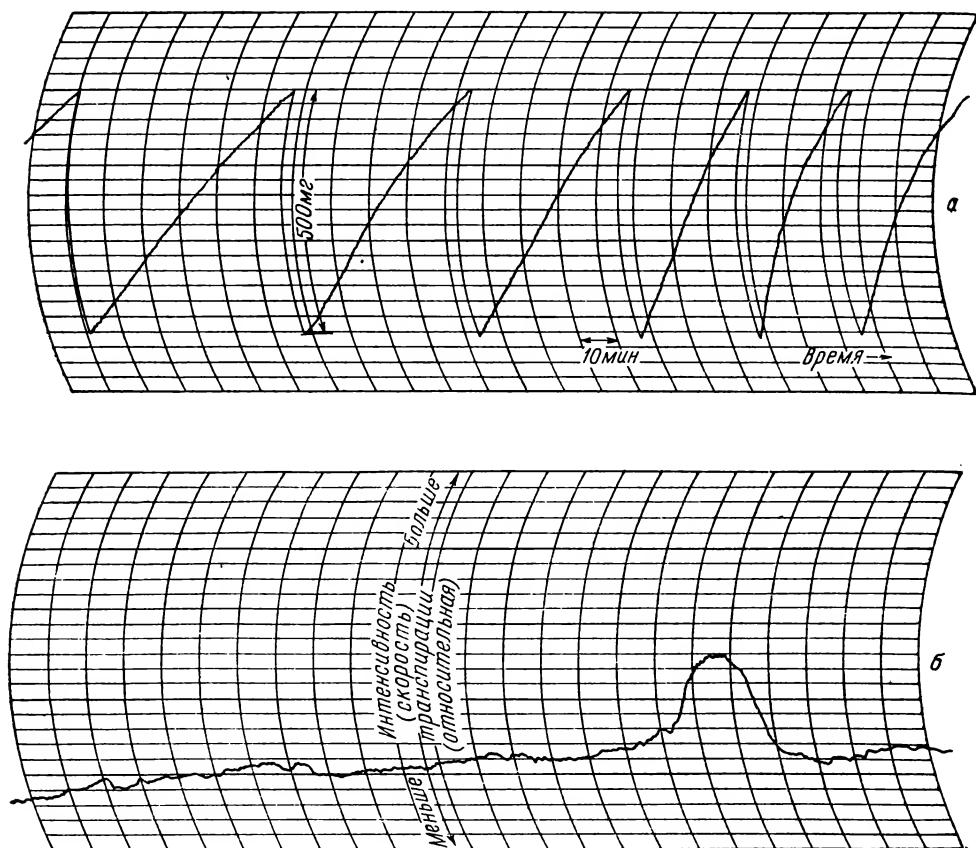 500мг
а
10мин
время
Больше
Интенсивность
(скорость)
транспирации
(относительная)
б
Меньше